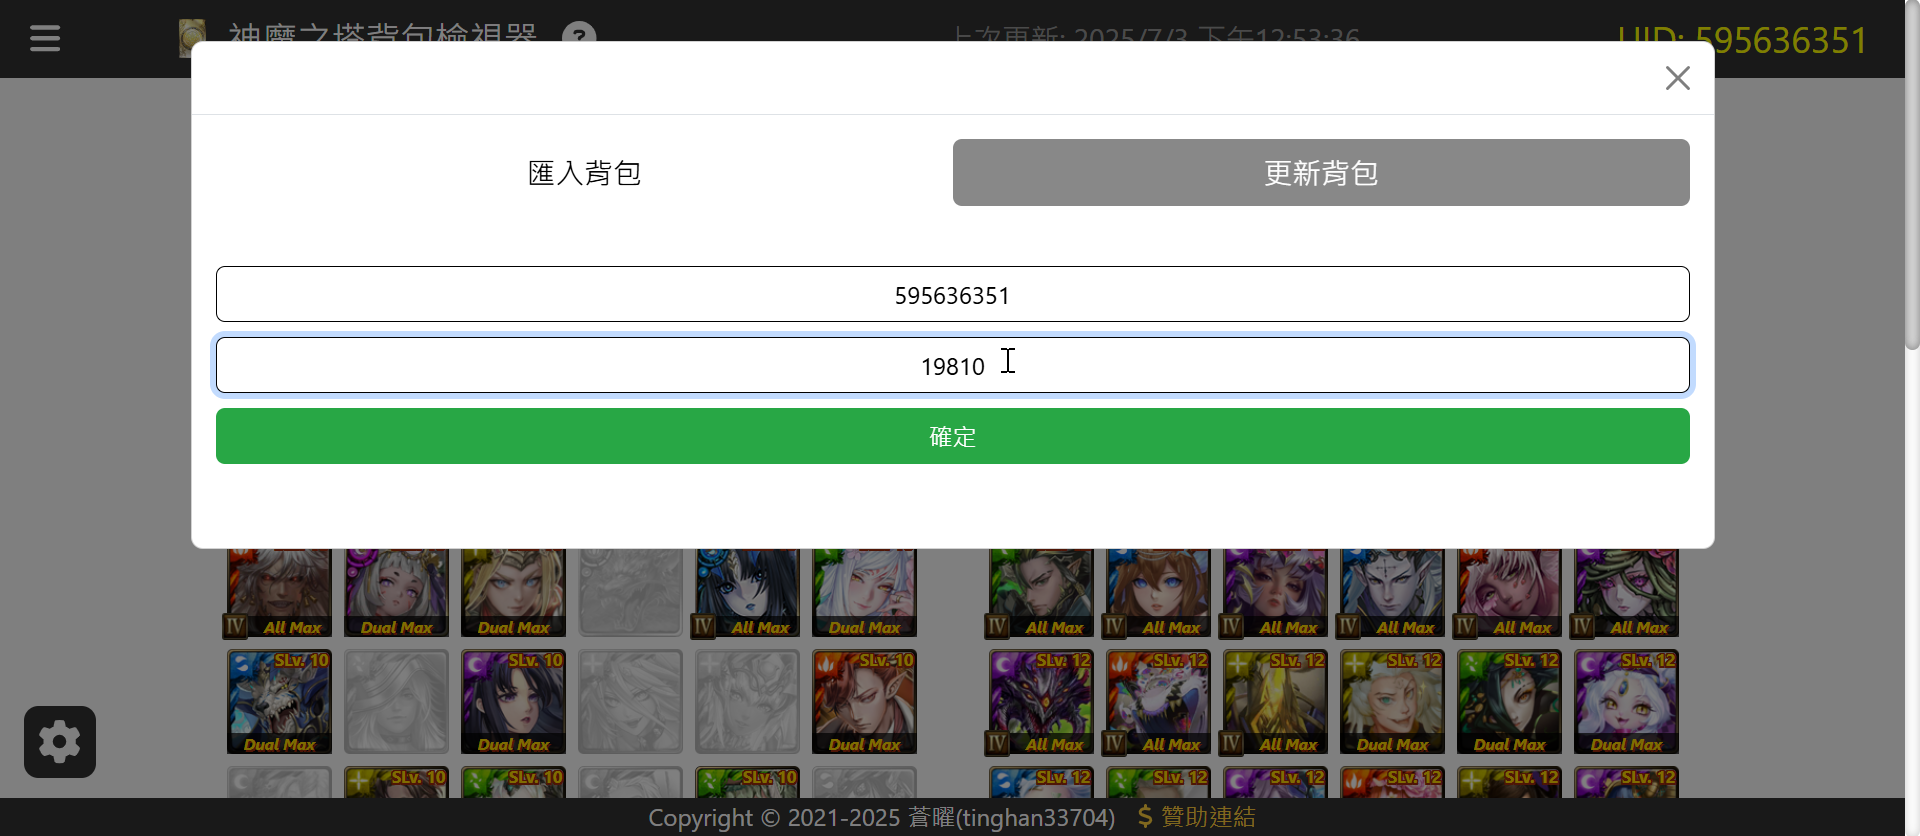 神魔之塔背包檢視器 ?
上次更新: 2025/7/3 下午12:53:36
UID: 595636351
匯入背包
更新背包
595636351
19810
確定
IV All Max Dual Max Dual Max IV All Max Dual Max
IV All Max IV All Max IV All Max IV All Max IV All Max IV All Max
SLv. 10 SLv. 10 SLv. 10
Dual Max Dual Max Dual Max
SLv. 12 SLv. 12 SLv. 12 SLv. 12 SLv. 12 SLv. 12
IV All Max IV All Max IV All Max Dual Max Dual Max Dual Max
SLv. 10 SLv. 10 SLv. 10
SLv. 12 SLv. 12 SLv. 12 SLv. 12 SLv. 12 SLv. 12
Copyright © 2021-2025 蒼曜(tinghan33704) $ 贊助連結